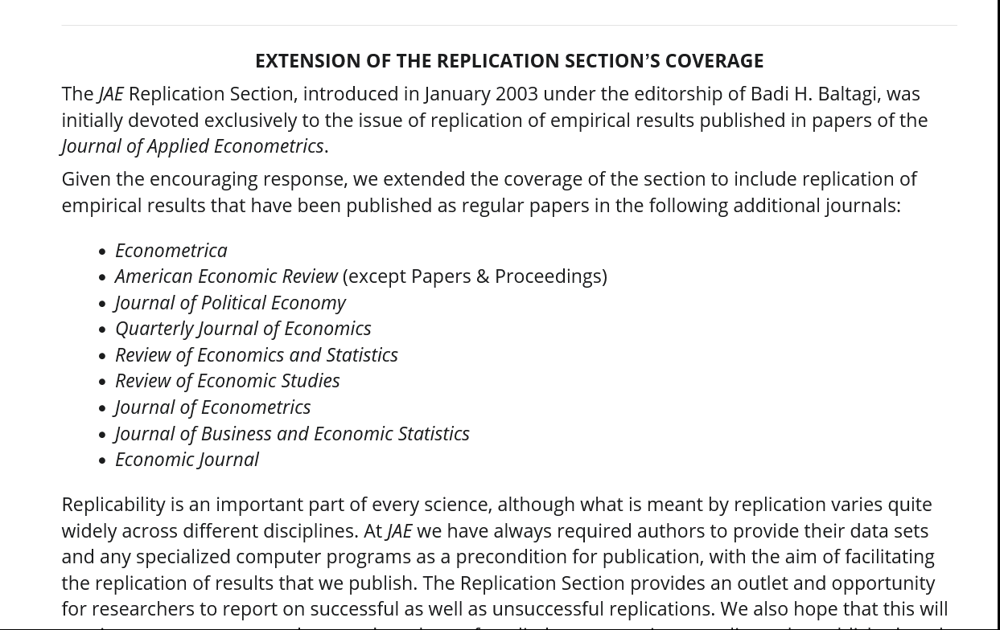 EXTENSION OF THE REPLICATION SECTION’S COVERAGE
The JAE Replication Section, introduced in January 2003 under the editorship of Badi H. Baltagi, was
initially devoted exclusively to the issue of replication of empirical results published in papers of the
Journal of Applied Econometrics.
Given the encouraging response, we extended the coverage of the section to include replication of
empirical results that have been published as regular papers in the following additional journals:
• Econometrica
• American Economic Review (except Papers & Proceedings)
• Journal of Political Economy
• Quarterly Journal of Economics
• Review of Economics and Statistics
• Review of Economic Studies
• Journal of Econometrics
• Journal of Business and Economic Statistics
• Economic Journal
Replicability is an important part of every science, although what is meant by replication varies quite
widely across different disciplines. At JAE we have always required authors to provide their data sets
and any specialized computer programs as a precondition for publication, with the aim of facilitating
the replication of results that we publish. The Replication Section provides an outlet and opportunity
for researchers to report on successful as well as unsuccessful replications. We also hope that this will